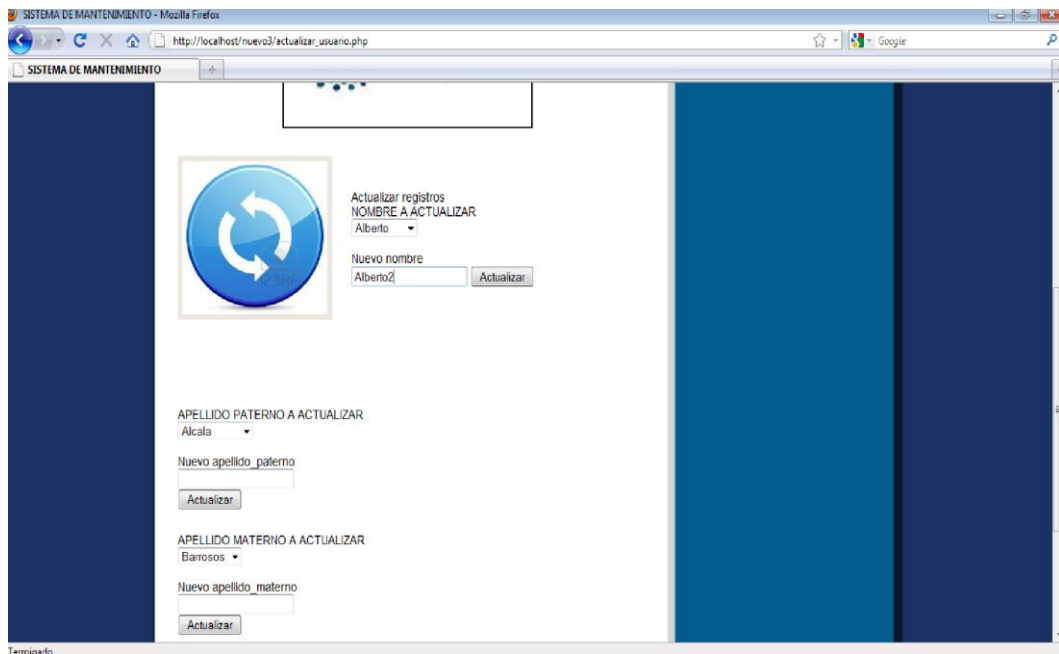 SISTEMA DE MANTENIMIENTO - Mozilla Firefox
http://localhost/nuevo3/actualizar_usuario.php
Google
SISTEMA DE MANTENIMIENTO
Actualizar registros
NOMBRE A ACTUALIZAR
Alberto
Nuevo nombre
Alberto2 Actualizar
123RF
APELLIDO PATERNO A ACTUALIZAR
Alcala
Nuevo apellido_paterno
Actualizar
APELLIDO MATERNO A ACTUALIZAR
Barrosos
Nuevo apellido_materno
Actualizar
Terminado